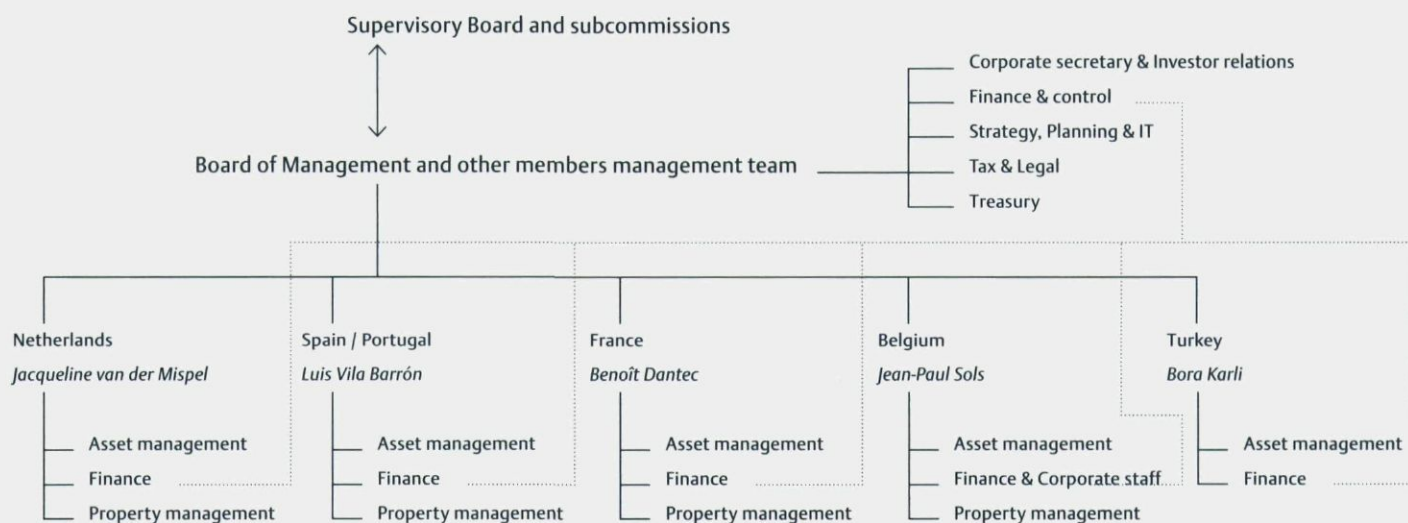 Supervisory Board and subcommissions
Corporate secretary & Investor relations
Finance & control
Strategy, Planning & IT
Board of Management and other members management team
Tax & Legal
Treasury
Netherlands
Jacqueline van der Mispel
Asset management
Finance
Property management
Spain / Portugal
Luis Vila Barrón
Asset management
Finance
Property management
France
Benoît Dantec
Asset management
Finance
Property management
Belgium
Jean-Paul Sols
Asset management
Finance & Corporate staff
Property management
Turkey
Bora Karli
Asset management
Finance